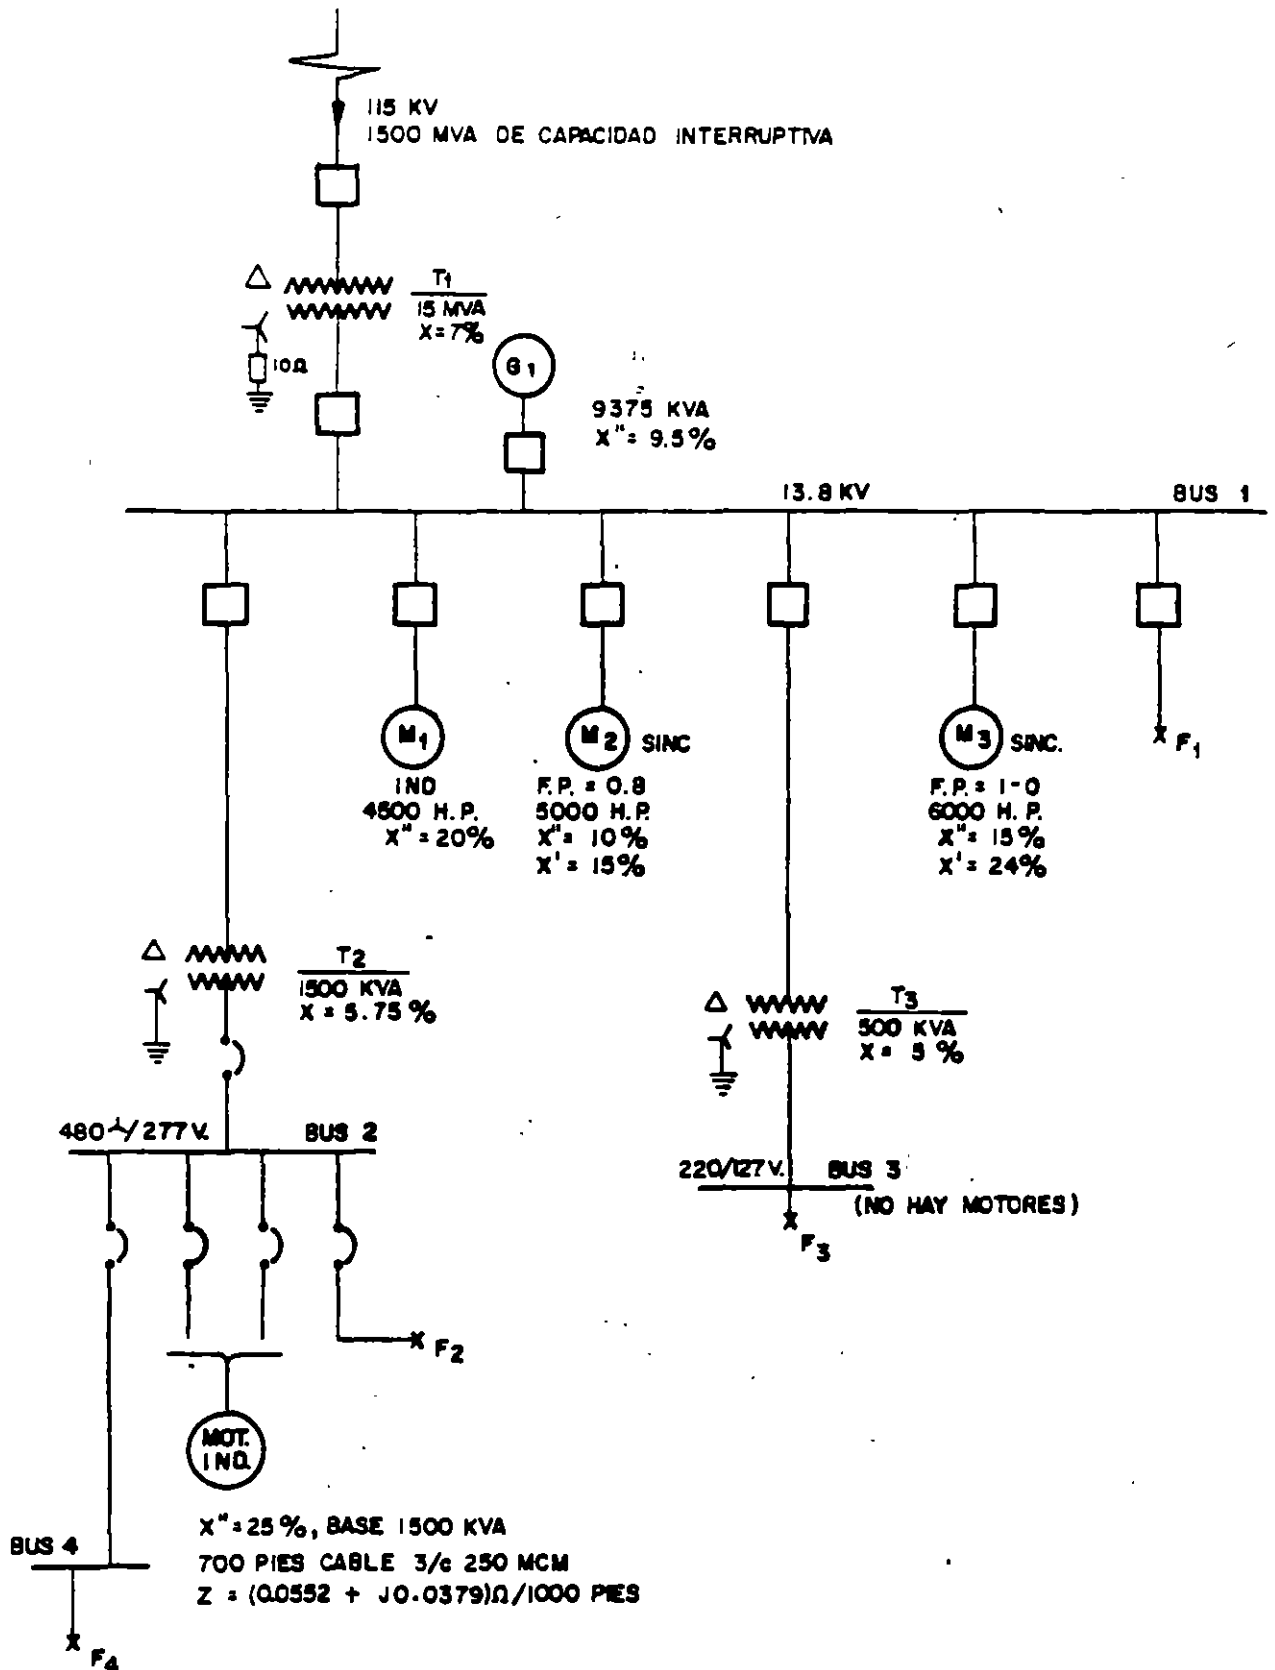 115 KV
1500 MVA DE CAPACIDAD INTERRUPTIVA
T1
15 MVA
X=7%
10Ω
G1
9375 KVA
X"= 9.5%
13.8 KV
BUS 1
M1
IND
4500 H.P.
X"=20%
M2 SINC
F.P. = 0.8
5000 H.P.
X"= 10%
X'= 15%
M3 SINC.
F.P.= 1-0
6000 H.P.
X"= 15%
X'= 24%
F1
T2
1500 KVA
X = 5.75%
T3
500 KVA
X = 5 %
480 /277 V.
BUS 2
220/127 V.
BUS 3
(NO HAY MOTORES)
F3
F2
MOT.
IND.
X"=25%, BASE 1500 KVA
700 PIES CABLE 3/c 250 MCM
Z = (0.0552 + J0.0379)Ω/1000 PIES
BUS 4
F4